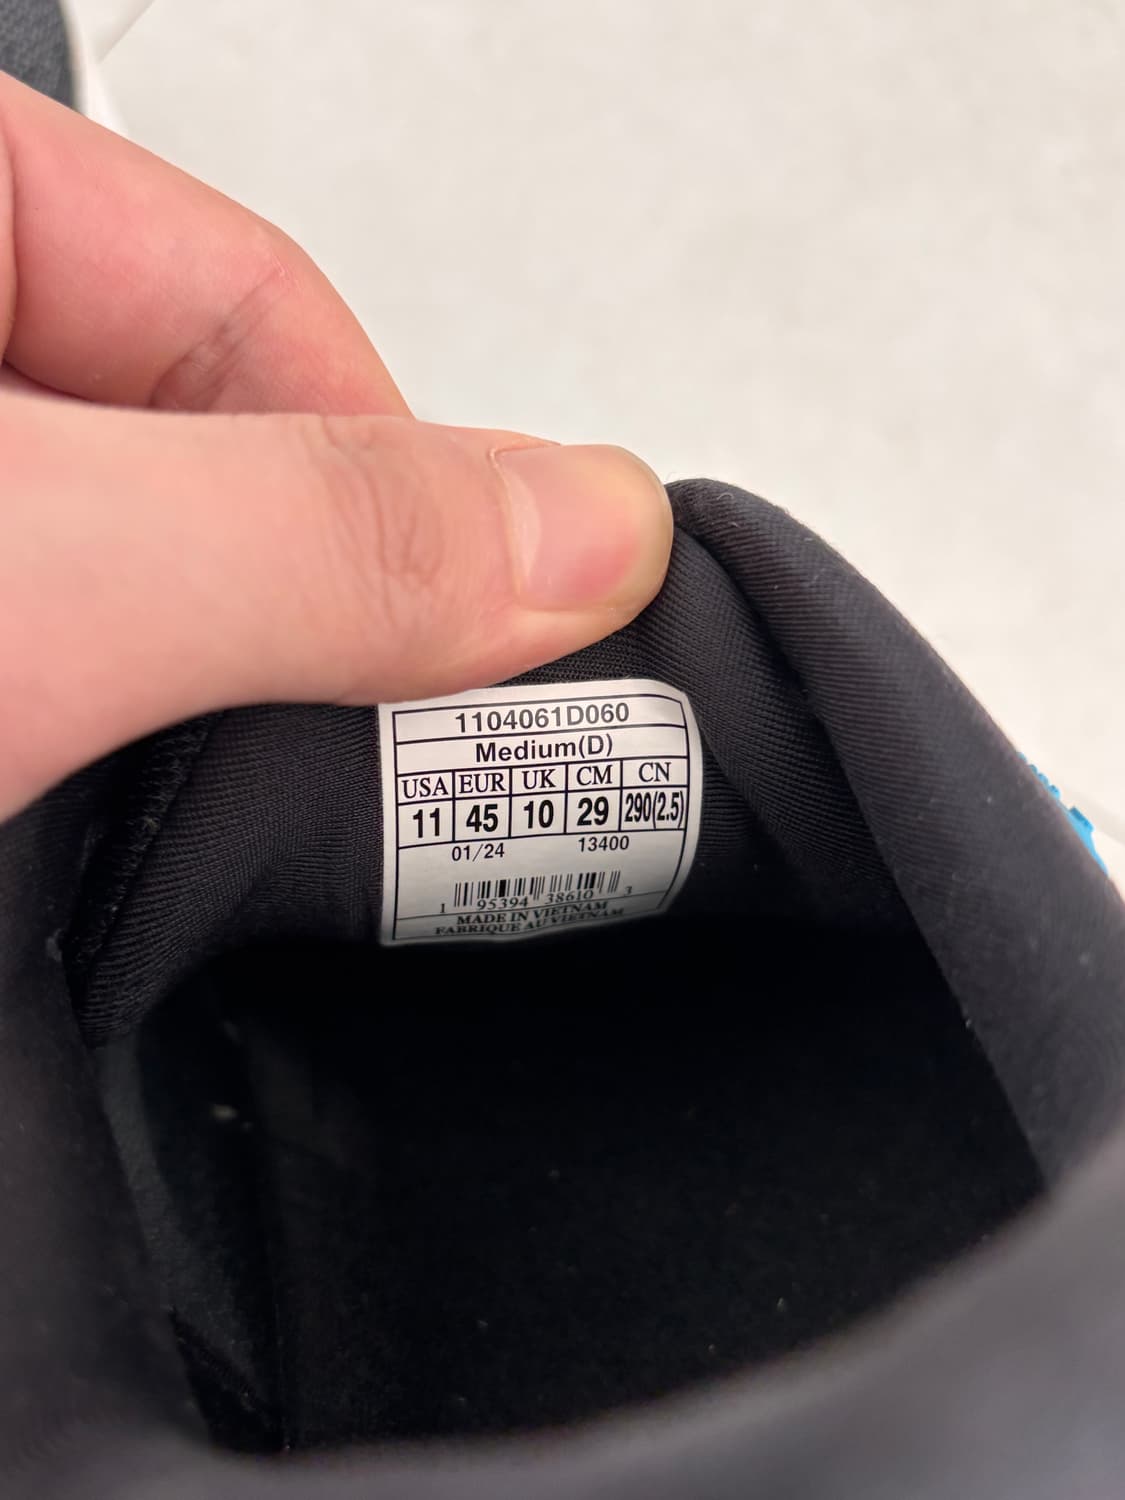 1104061D060
Medium(D)
USA EUR UK CM CN
11 45 10 29 290(2.5)
01/24 13400
1 95394 38610 3
MADE IN VIETNAM
FABRIQUE AU VIETNAM